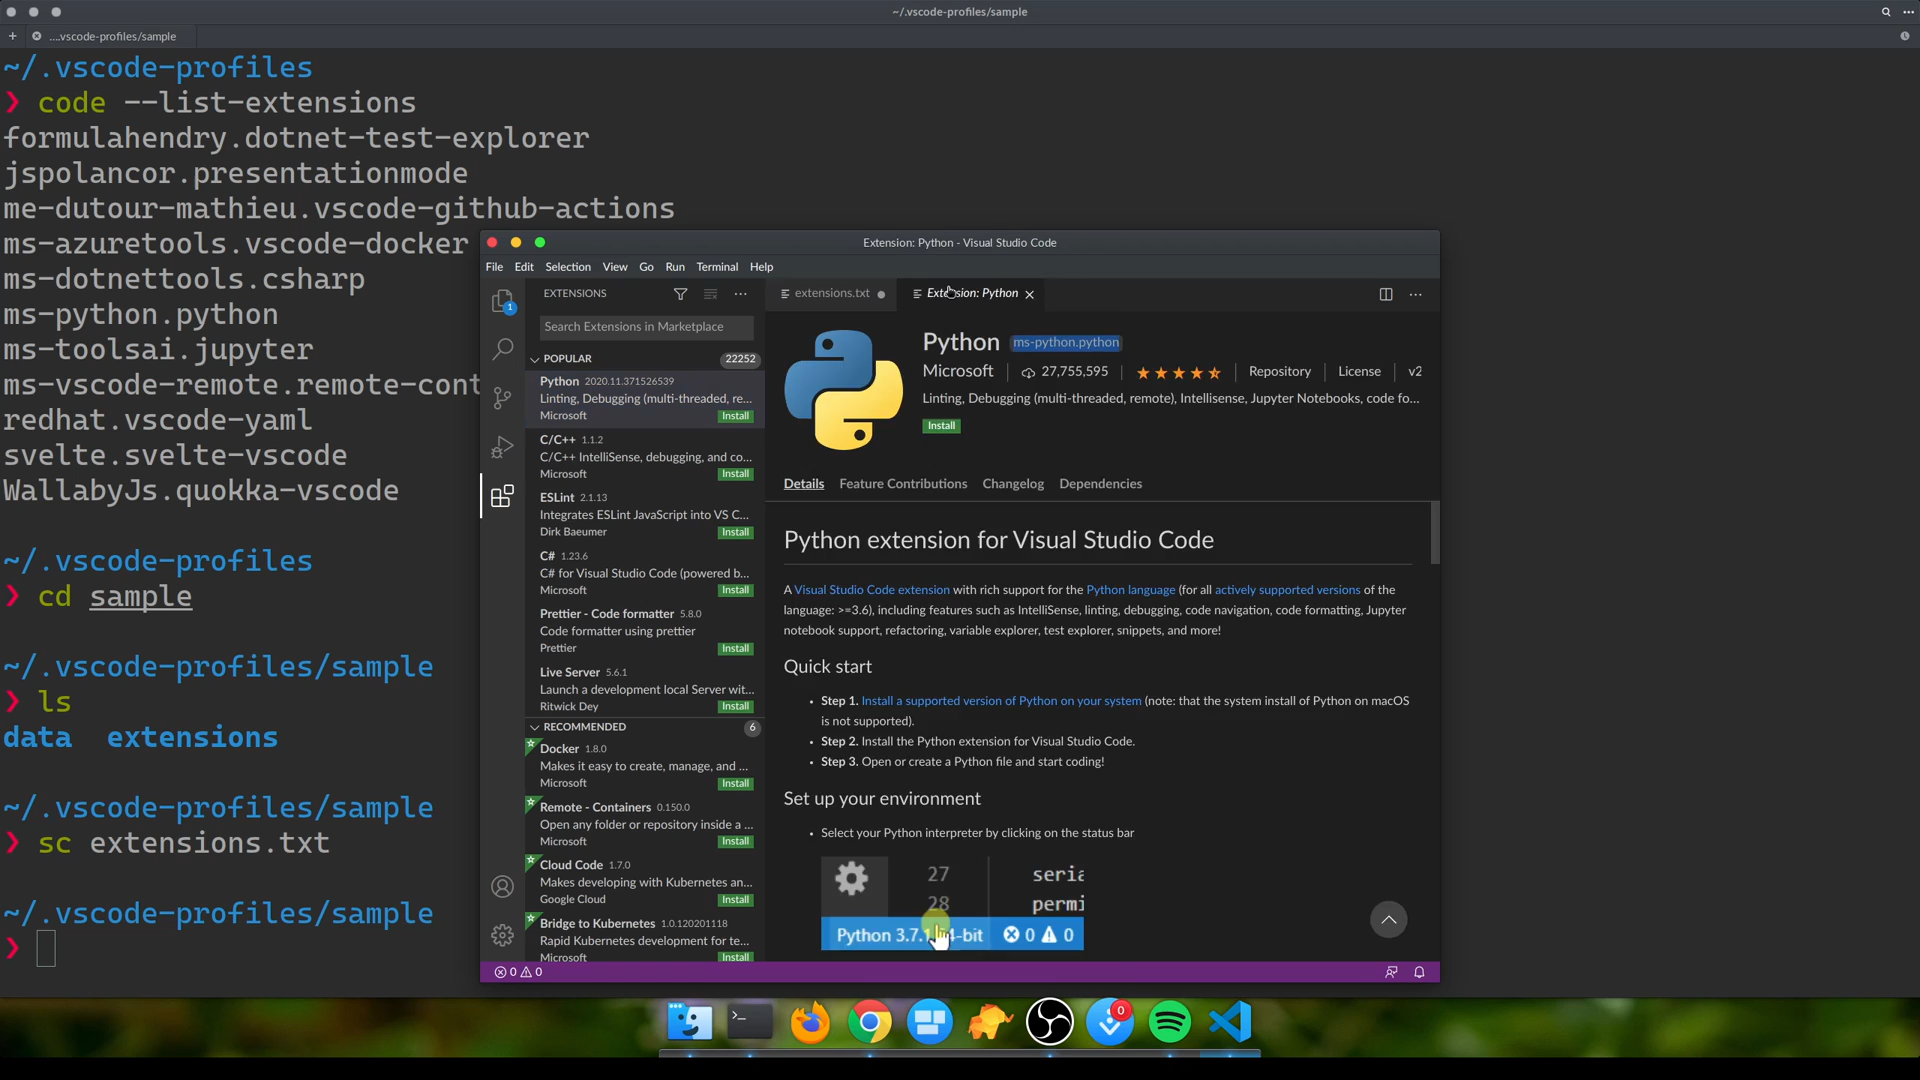 ~/.vscode-profiles/sample
+ ...vscode-profiles/sample
~/.vscode-profiles
❯ code --list-extensions
formulahendry.dotnet-test-explorer
jspolancor.presentationmode
me-dutour-mathieu.vscode-github-actions
ms-azuretools.vscode-docker
ms-dotnettools.csharp
ms-python.python
ms-toolsai.jupyter
ms-vscode-remote.remote-cont
redhat.vscode-yaml
svelte.svelte-vscode
WallabyJs.quokka-vscode
~/.vscode-profiles
❯ cd sample
~/.vscode-profiles/sample
❯ ls
data extensions
~/.vscode-profiles/sample
❯ sc extensions.txt
~/.vscode-profiles/sample
❯
Extension: Python - Visual Studio Code
File Edit Selection View Go Run Terminal Help
1
EXTENSIONS
Search Extensions in Marketplace
POPULAR 22252
Python 2020.11.371526539
Linting, Debugging (multi-threaded, re...
Microsoft Install
C/C++ 1.1.2
C/C++ IntelliSense, debugging, and co...
Microsoft Install
ESLint 2.1.13
Integrates ESLint JavaScript into VS C...
Dirk Baeumer Install
C# 1.23.6
C# for Visual Studio Code (powered b...
Microsoft Install
Prettier - Code formatter 5.8.0
Code formatter using prettier
Prettier Install
Live Server 5.6.1
Launch a development local Server wit...
Ritwick Dey Install
RECOMMENDED 6
Docker 1.8.0
Makes it easy to create, manage, and ...
Microsoft Install
Remote - Containers 0.150.0
Open any folder or repository inside a ...
Microsoft Install
Cloud Code 1.7.0
Makes developing with Kubernetes an...
Google Cloud Install
Bridge to Kubernetes 1.0.120201118
Rapid Kubernetes development for te...
Microsoft Install
extensions.txt Extension: Python
Python ms-python.python
Microsoft 27,755,595 Repository License v2
Linting, Debugging (multi-threaded, remote), Intellisense, Jupyter Notebooks, code fo...
Install
Details Feature Contributions Changelog Dependencies
Python extension for Visual Studio Code
A Visual Studio Code extension with rich support for the Python language (for all actively supported versions of the
language: >=3.6), including features such as IntelliSense, linting, debugging, code navigation, code formatting, Jupyter
notebook support, refactoring, variable explorer, test explorer, snippets, and more!
Quick start
• Step 1. Install a supported version of Python on your system (note: that the system install of Python on macOS
is not supported).
• Step 2. Install the Python extension for Visual Studio Code.
• Step 3. Open or create a Python file and start coding!
Set up your environment
• Select your Python interpreter by clicking on the status bar
27 seria
28 permi
Python 3.7. 4-bit 0 0
0 0
0